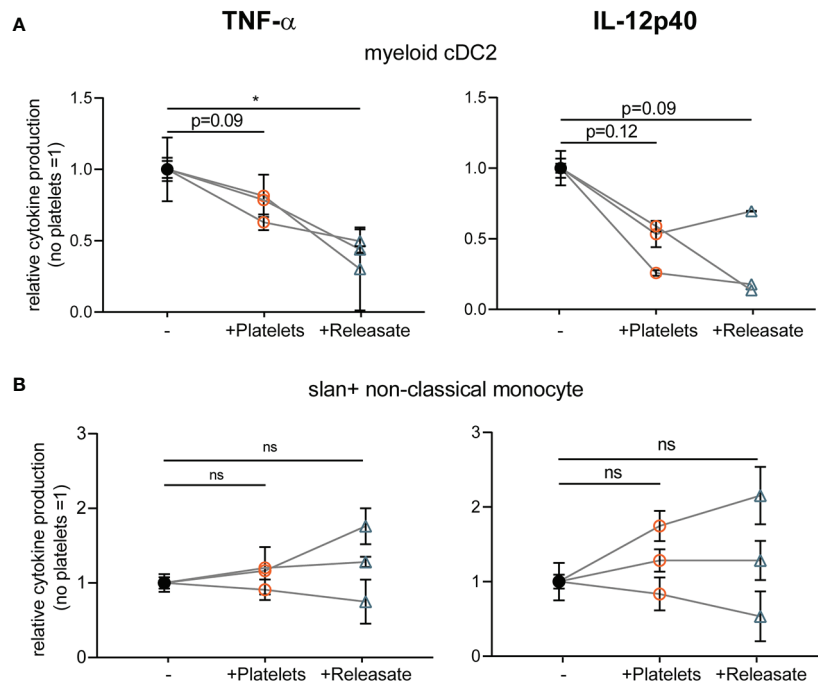 A
TNF-α
IL-12p40
myeloid cDC2
relative cytokine production
(no platelets =1)
1.5
1.0
0.5
0.0
*
p=0.09
-
+Platelets
+Releasate
1.5
1.0
0.5
0.0
p=0.09
p=0.12
-
+Platelets
+Releasate
B
slan+ non-classical monocyte
relative cytokine production
(no platelets =1)
3
2
1
0
ns
ns
-
+Platelets
+Releasate
3
2
1
0
ns
ns
-
+Platelets
+Releasate